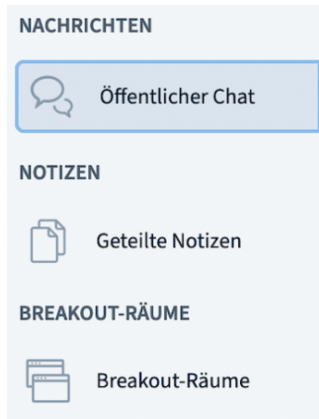 NACHRICHTEN
Öffentlicher Chat
NOTIZEN
Geteilte Notizen
BREAKOUT-RÄUME
Breakout-Räume